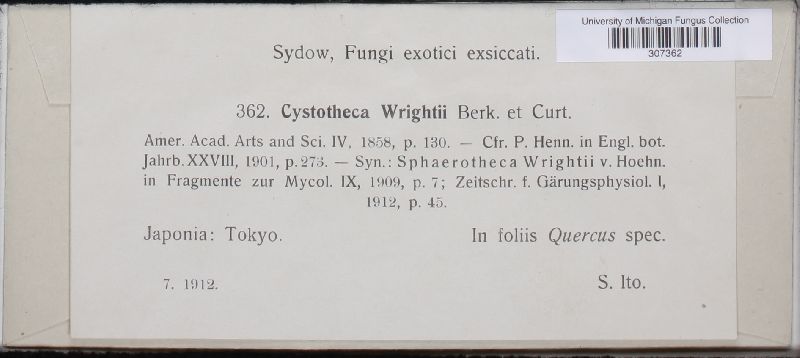 University of Michigan Fungus Collection
307362
Sydow, Fungi exotici exsiccati.
362. Cystotheca Wrightii Berk. et Curt.
Amer. Acad. Arts and Sci. IV, 1858, p. 130. — Cfr. P. Henn. in Engl. bot.
Jahrb. XXVIII, 1901, p. 273. — Syn.: Sphaerotheca Wrightii v. Hoehn.
in Fragmente zur Mycol. IX, 1909, p. 7; Zeitschr. f. Gärungsphysiol. I,
1912, p. 45.
Japonia: Tokyo. In foliis Quercus spec.
7. 1912. S. Ito.